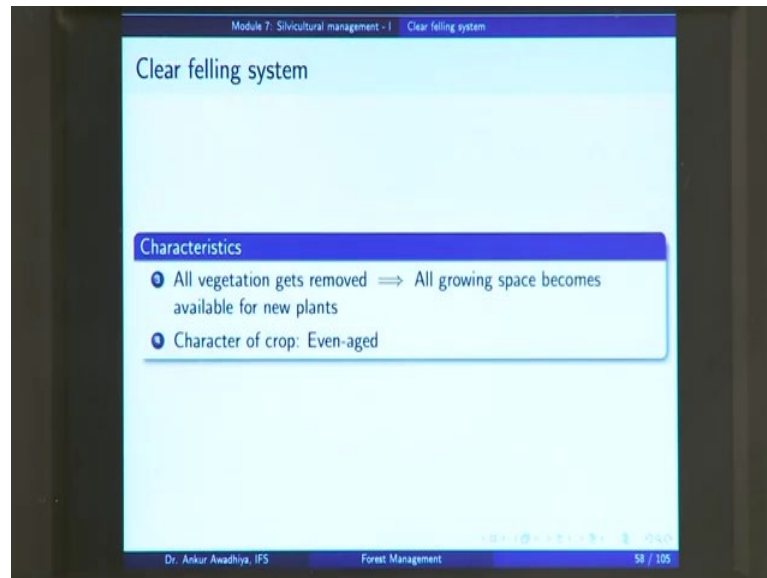 Module 7: Silvicultural management - I Clear felling system
Clear felling system
Characteristics
All vegetation gets removed ⟹ All growing space becomes
available for new plants
Character of crop: Even-aged
Dr. Ankur Awadhiya, IFS Forest Management 58 / 105